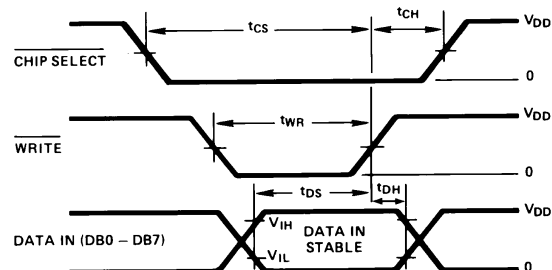 tCS
tCH
VDD
CHIP SELECT
0
tWR
VDD
WRITE
0
tDS
tDH
VDD
VIH
DATA IN (DB0 – DB7)
DATA IN
STABLE
VIL
0